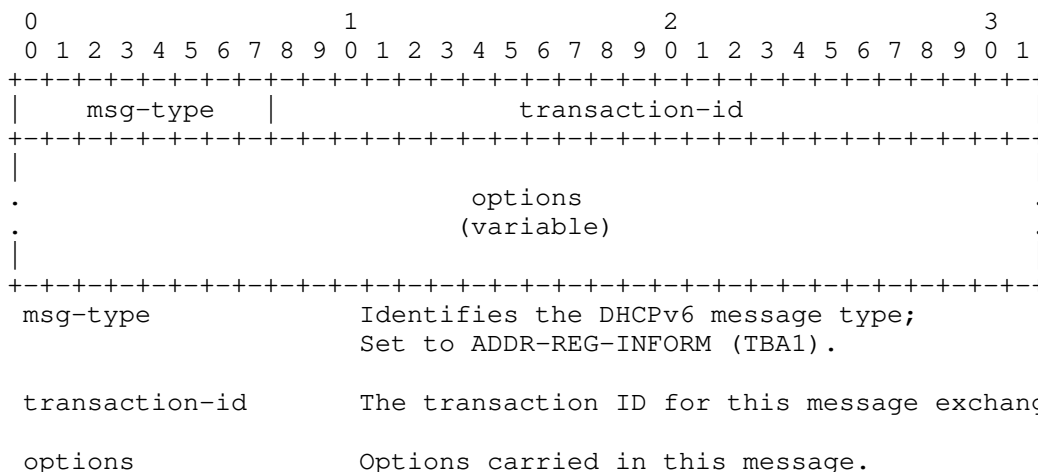 0                   1                   2                   3
0 1 2 3 4 5 6 7 8 9 0 1 2 3 4 5 6 7 8 9 0 1 2 3 4 5 6 7 8 9 0 1
+-+-+-+-+-+-+-+-+-+-+-+-+-+-+-+-+-+-+-+-+-+-+-+-+-+-+-+-+-+-+-+-
|    msg-type   |               transaction-id
+-+-+-+-+-+-+-+-+-+-+-+-+-+-+-+-+-+-+-+-+-+-+-+-+-+-+-+-+-+-+-+-
|
.                            options                            .
.                           (variable)                          .
|
+-+-+-+-+-+-+-+-+-+-+-+-+-+-+-+-+-+-+-+-+-+-+-+-+-+-+-+-+-+-+-+-
msg-type             Identifies the DHCPv6 message type;
Set to ADDR-REG-INFORM (TBA1).
transaction-id       The transaction ID for this message exchang
options              Options carried in this message.